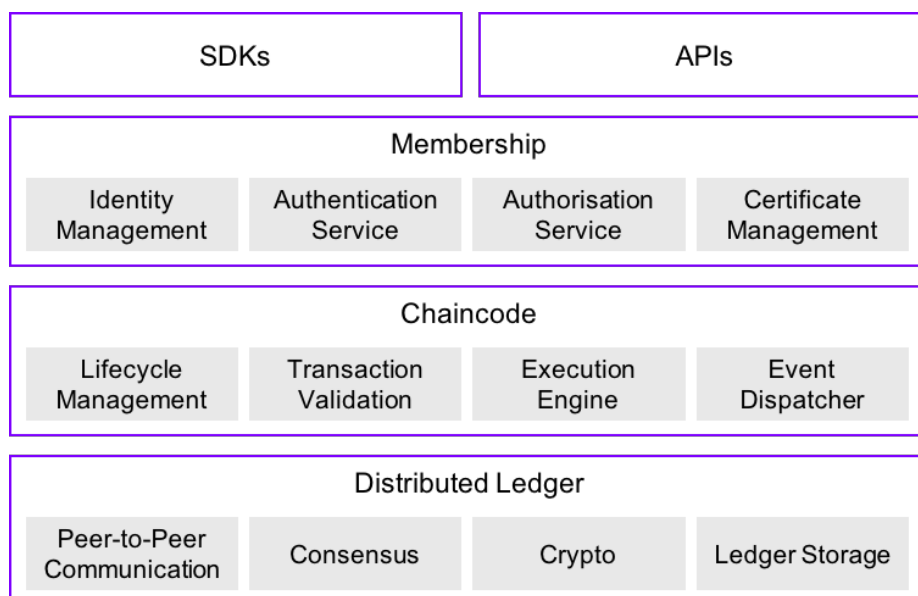 SDKs
APIs
Membership
Identity
Management
Authentication
Service
Authorisation
Service
Certificate
Management
Chaincode
Lifecycle
Management
Transaction
Validation
Execution
Engine
Event
Dispatcher
Distributed Ledger
Peer-to-Peer
Communication
Consensus
Crypto
Ledger Storage